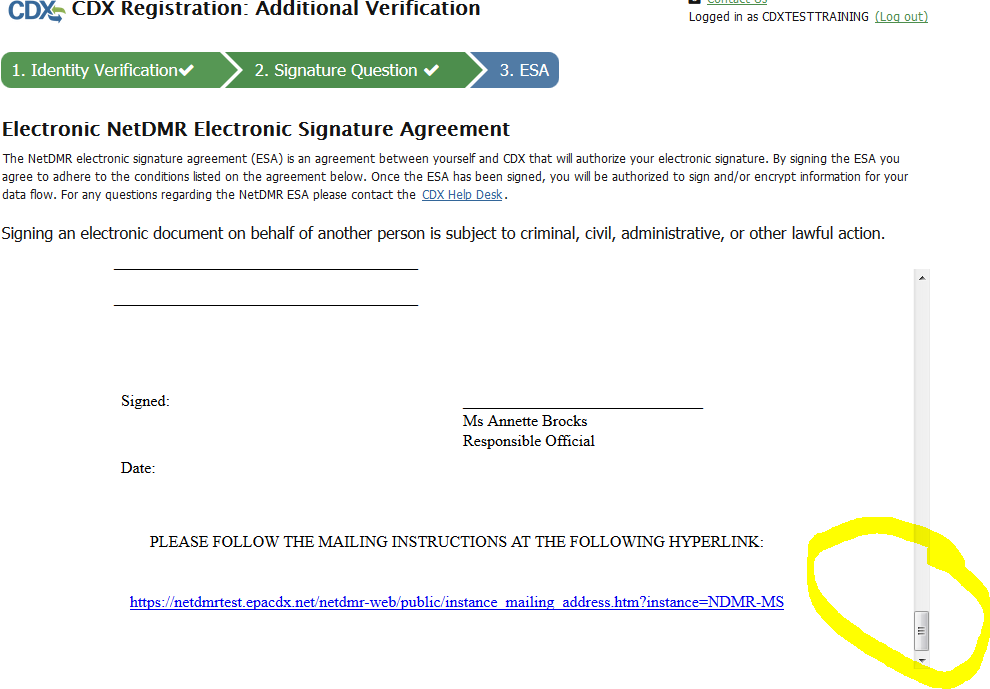 CDX CDX Registration: Additional Verification
Contact Us
Logged in as CDXTESTTRAINING (Log out)
1. Identity Verification✔ 2. Signature Question ✔ 3. ESA
Electronic NetDMR Electronic Signature Agreement
The NetDMR electronic signature agreement (ESA) is an agreement between yourself and CDX that will authorize your electronic signature. By signing the ESA you
agree to adhere to the conditions listed on the agreement below. Once the ESA has been signed, you will be authorized to sign and/or encrypt information for your
data flow. For any questions regarding the NetDMR ESA please contact the CDX Help Desk.
Signing an electronic document on behalf of another person is subject to criminal, civil, administrative, or other lawful action.
Signed:
Ms Annette Brocks
Responsible Official
Date:
PLEASE FOLLOW THE MAILING INSTRUCTIONS AT THE FOLLOWING HYPERLINK:
https://netdmrtest.epacdx.net/netdmr-web/public/instance_mailing_address.htm?instance=NDMR-MS